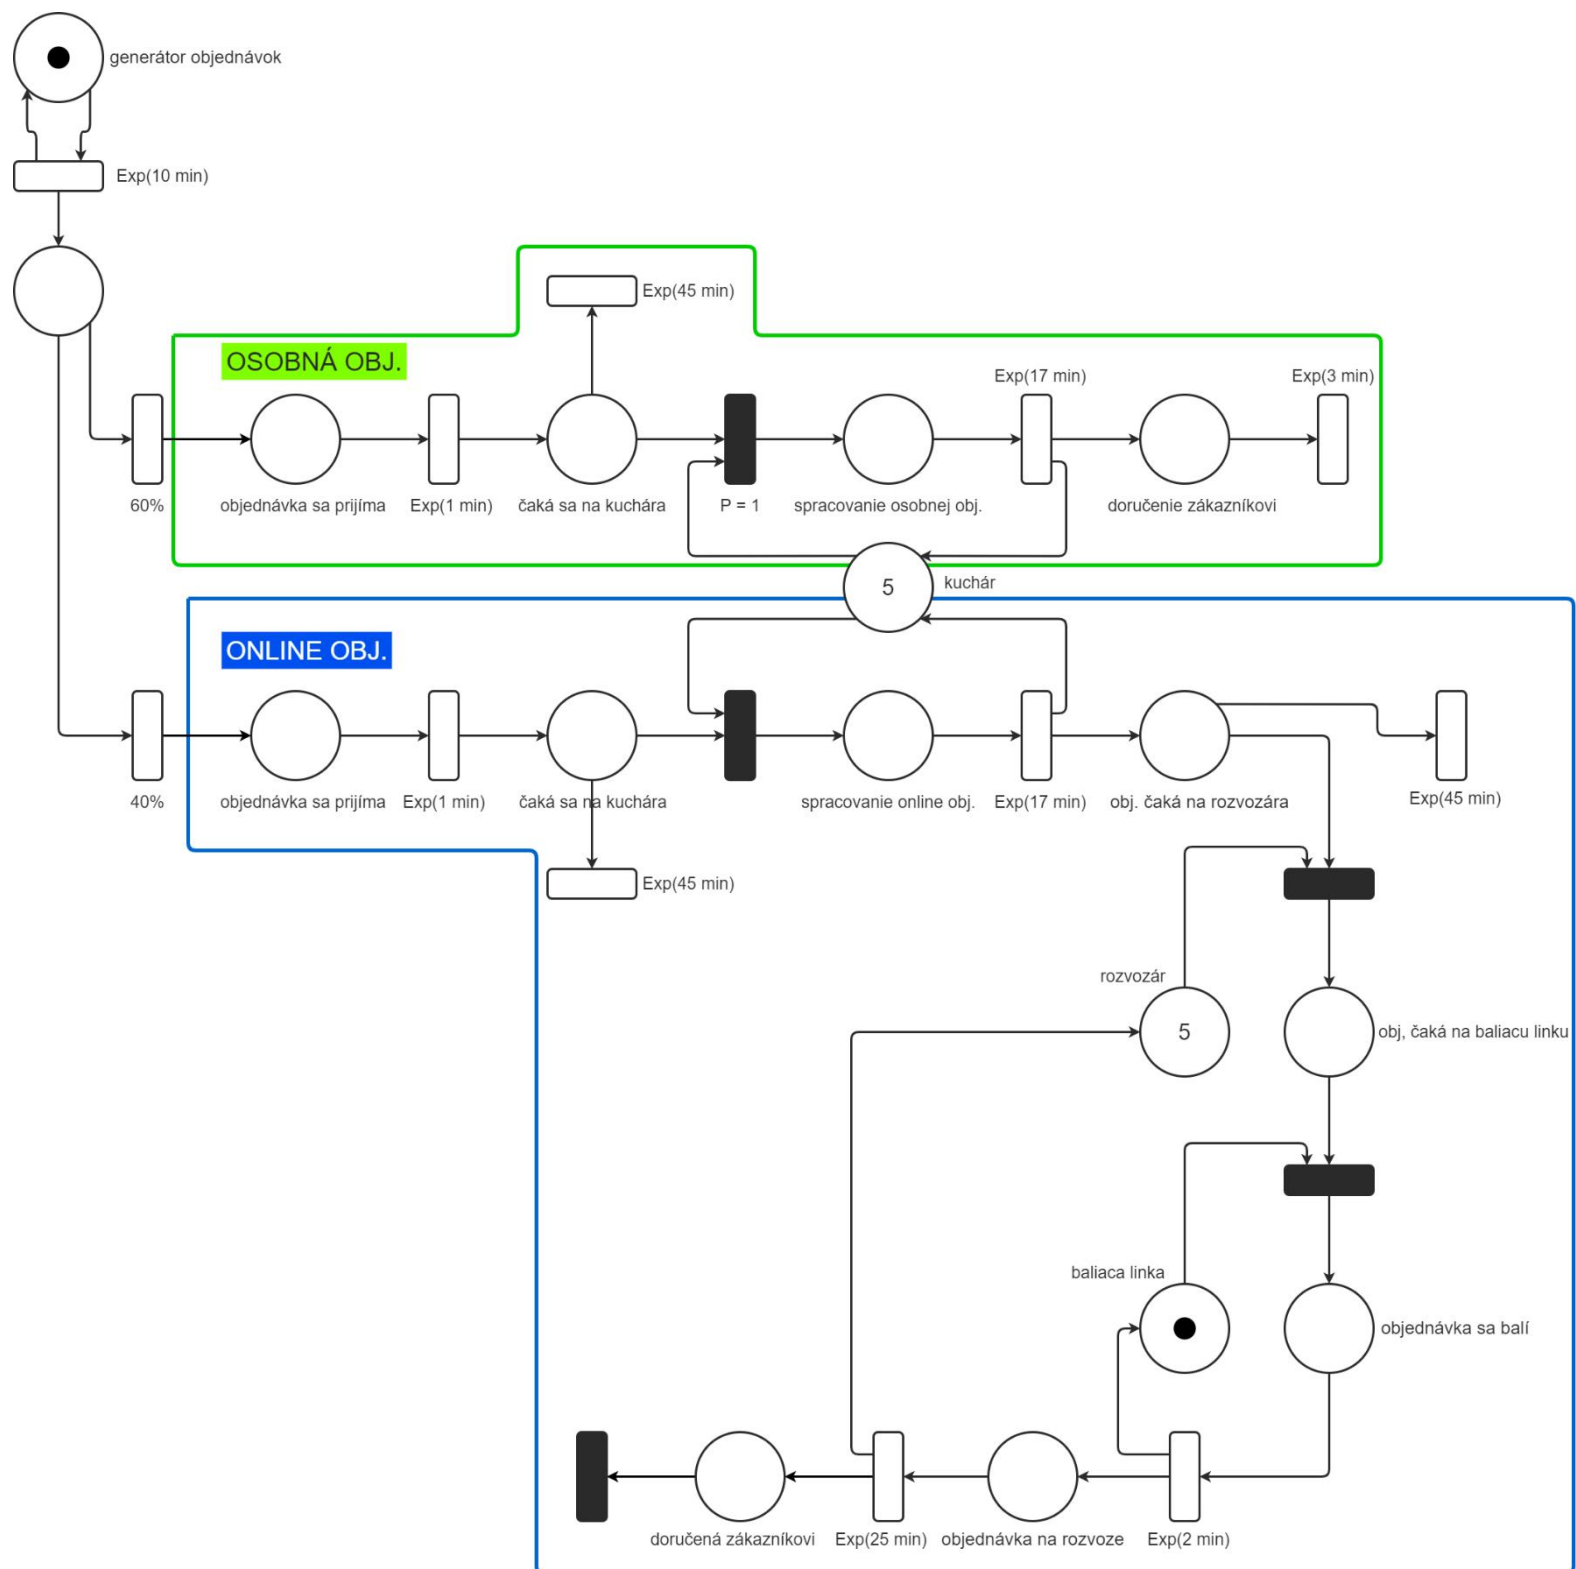 generátor objednávok
Exp(10 min)
Exp(45 min)
OSOBNÁ OBJ.
Exp(17 min)
Exp(3 min)
60%
objednávka sa prijíma
Exp(1 min)
čaká sa na kuchára
P = 1
spracovanie osobnej obj.
doručenie zákazníkovi
5
kuchár
ONLINE OBJ.
40%
objednávka sa prijíma
Exp(1 min)
čaká sa na kuchára
spracovanie online obj.
Exp(17 min)
obj. čaká na rozvozára
Exp(45 min)
Exp(45 min)
rozvozár
5
obj, čaká na baliacu linku
baliaca linka
objednávka sa balí
doručená zákazníkovi
Exp(25 min)
objednávka na rozvoze
Exp(2 min)